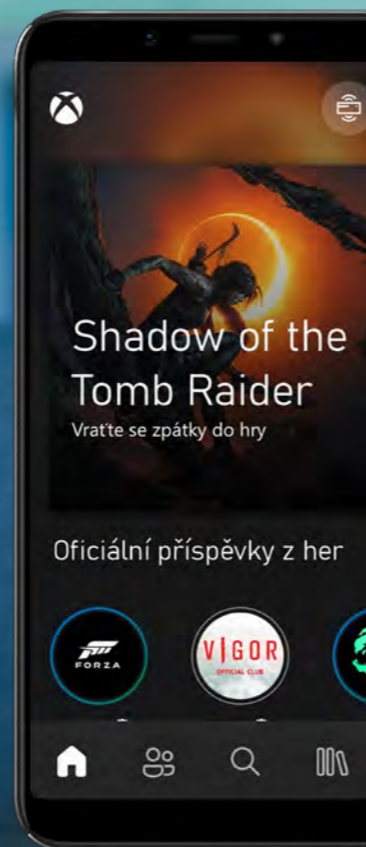 Shadow of the
Tomb Raider
Vraťte se zpátky do hry
Oficiální příspěvky z her
FORZA
VIGOR
OFFICIAL CLUB